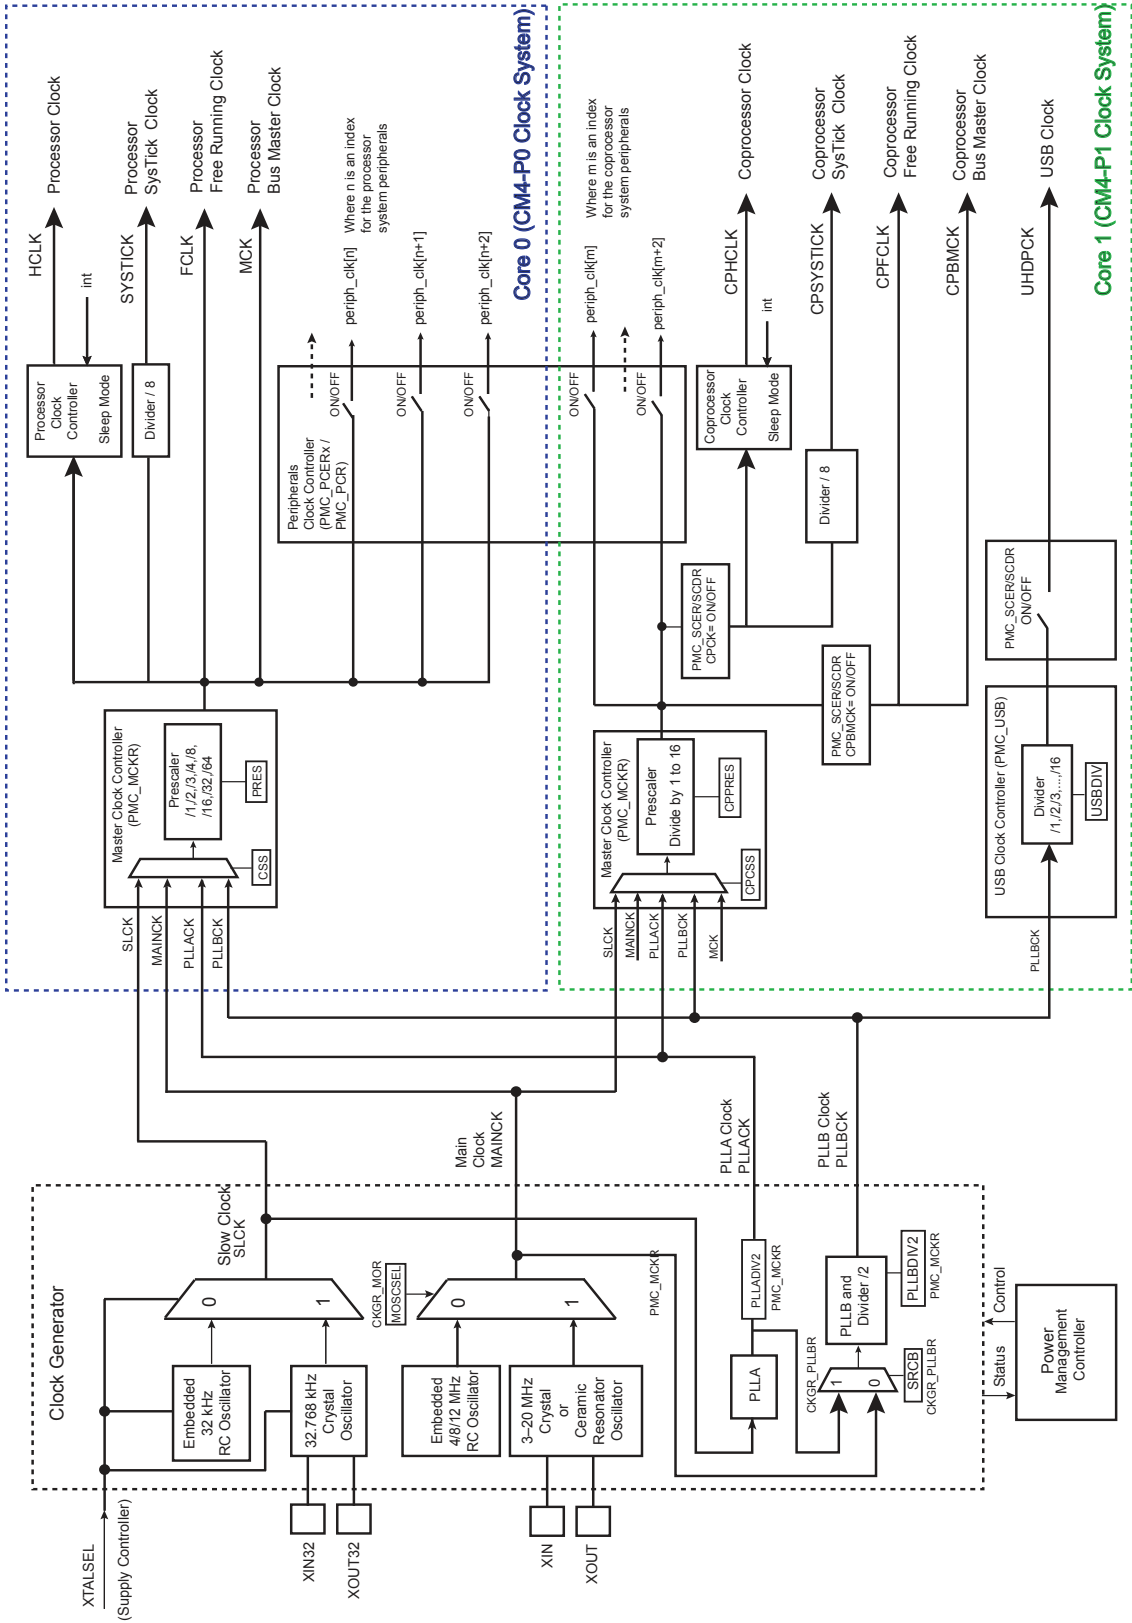 Clock Generator
XTALSEL
(Supply Controller)
Embedded
32 kHz
RC Oscillator
32.768 kHz
Crystal
Oscillator
XIN32
XOUT32
0
1
Slow Clock
SLCK
CKGR_MOR
MOSCSEL
Embedded
4/8/12 MHz
RC Oscillator
3–20 MHz
Crystal
or
Ceramic
Resonator
Oscillator
XIN
XOUT
0
1
Main
Clock
MAINCK
PMC_MCKR
PLLA
PLLADIV2
PMC_MCKR
PLLA Clock
PLLACK
CKGR_PLLBR
1
0
SRCB
CKGR_PLLBR
PLLB and
Divider /2
PLLBDIV2
PMC_MCKR
PLLB Clock
PLLBCK
Status
Control
Power
Management
Controller
SLCK
MAINCK
PLLACK
PLLBCK
Master Clock Controller
(PMC_MCKR)
CSS
Prescaler
/1,/2,/3,/4,/8,
/16,/32,/64
PRES
Processor
Clock
Controller
Sleep Mode
Divider / 8
int
HCLK
Processor Clock
SYSTICK
Processor
SysTick Clock
FCLK
Processor
Free Running Clock
MCK
Processor
Bus Master Clock
Peripherals
Clock Controller
(PMC_PCERx /
PMC_PCR)
ON/OFF
ON/OFF
ON/OFF
periph_clk[n]
Where n is an index
for the processor
system peripherals
periph_clk[n+1]
periph_clk[n+2]
Core 0 (CM4-P0 Clock System)
SLCK
MAINCK
PLLACK
PLLBCK
MCK
Master Clock Controller
(PMC_MCKR)
CPCSS
Prescaler
Divide by 1 to 16
CPPRES
ON/OFF
ON/OFF
periph_clk[m]
Where m is an index
for the coprocessor
system peripherals
periph_clk[m+2]
PMC_SCER/SCDR
CPCK= ON/OFF
Coprocessor
Clock
Controller
Sleep Mode
int
CPHCLK
Coprocessor Clock
Divider / 8
CPSYSTICK
Coprocessor
SysTick Clock
PMC_SCER/SCDR
CPBMCK= ON/OFF
CPFCLK
Coprocessor
Free Running Clock
CPBMCK
Coprocessor
Bus Master Clock
PLLBCK
USB Clock Controller (PMC_USB)
Divider
/1,/2,/3,...,/16
USBDIV
PMC_SCER/SCDR
ON/OFF
UHDPCK
USB Clock
Core 1 (CM4-P1 Clock System)